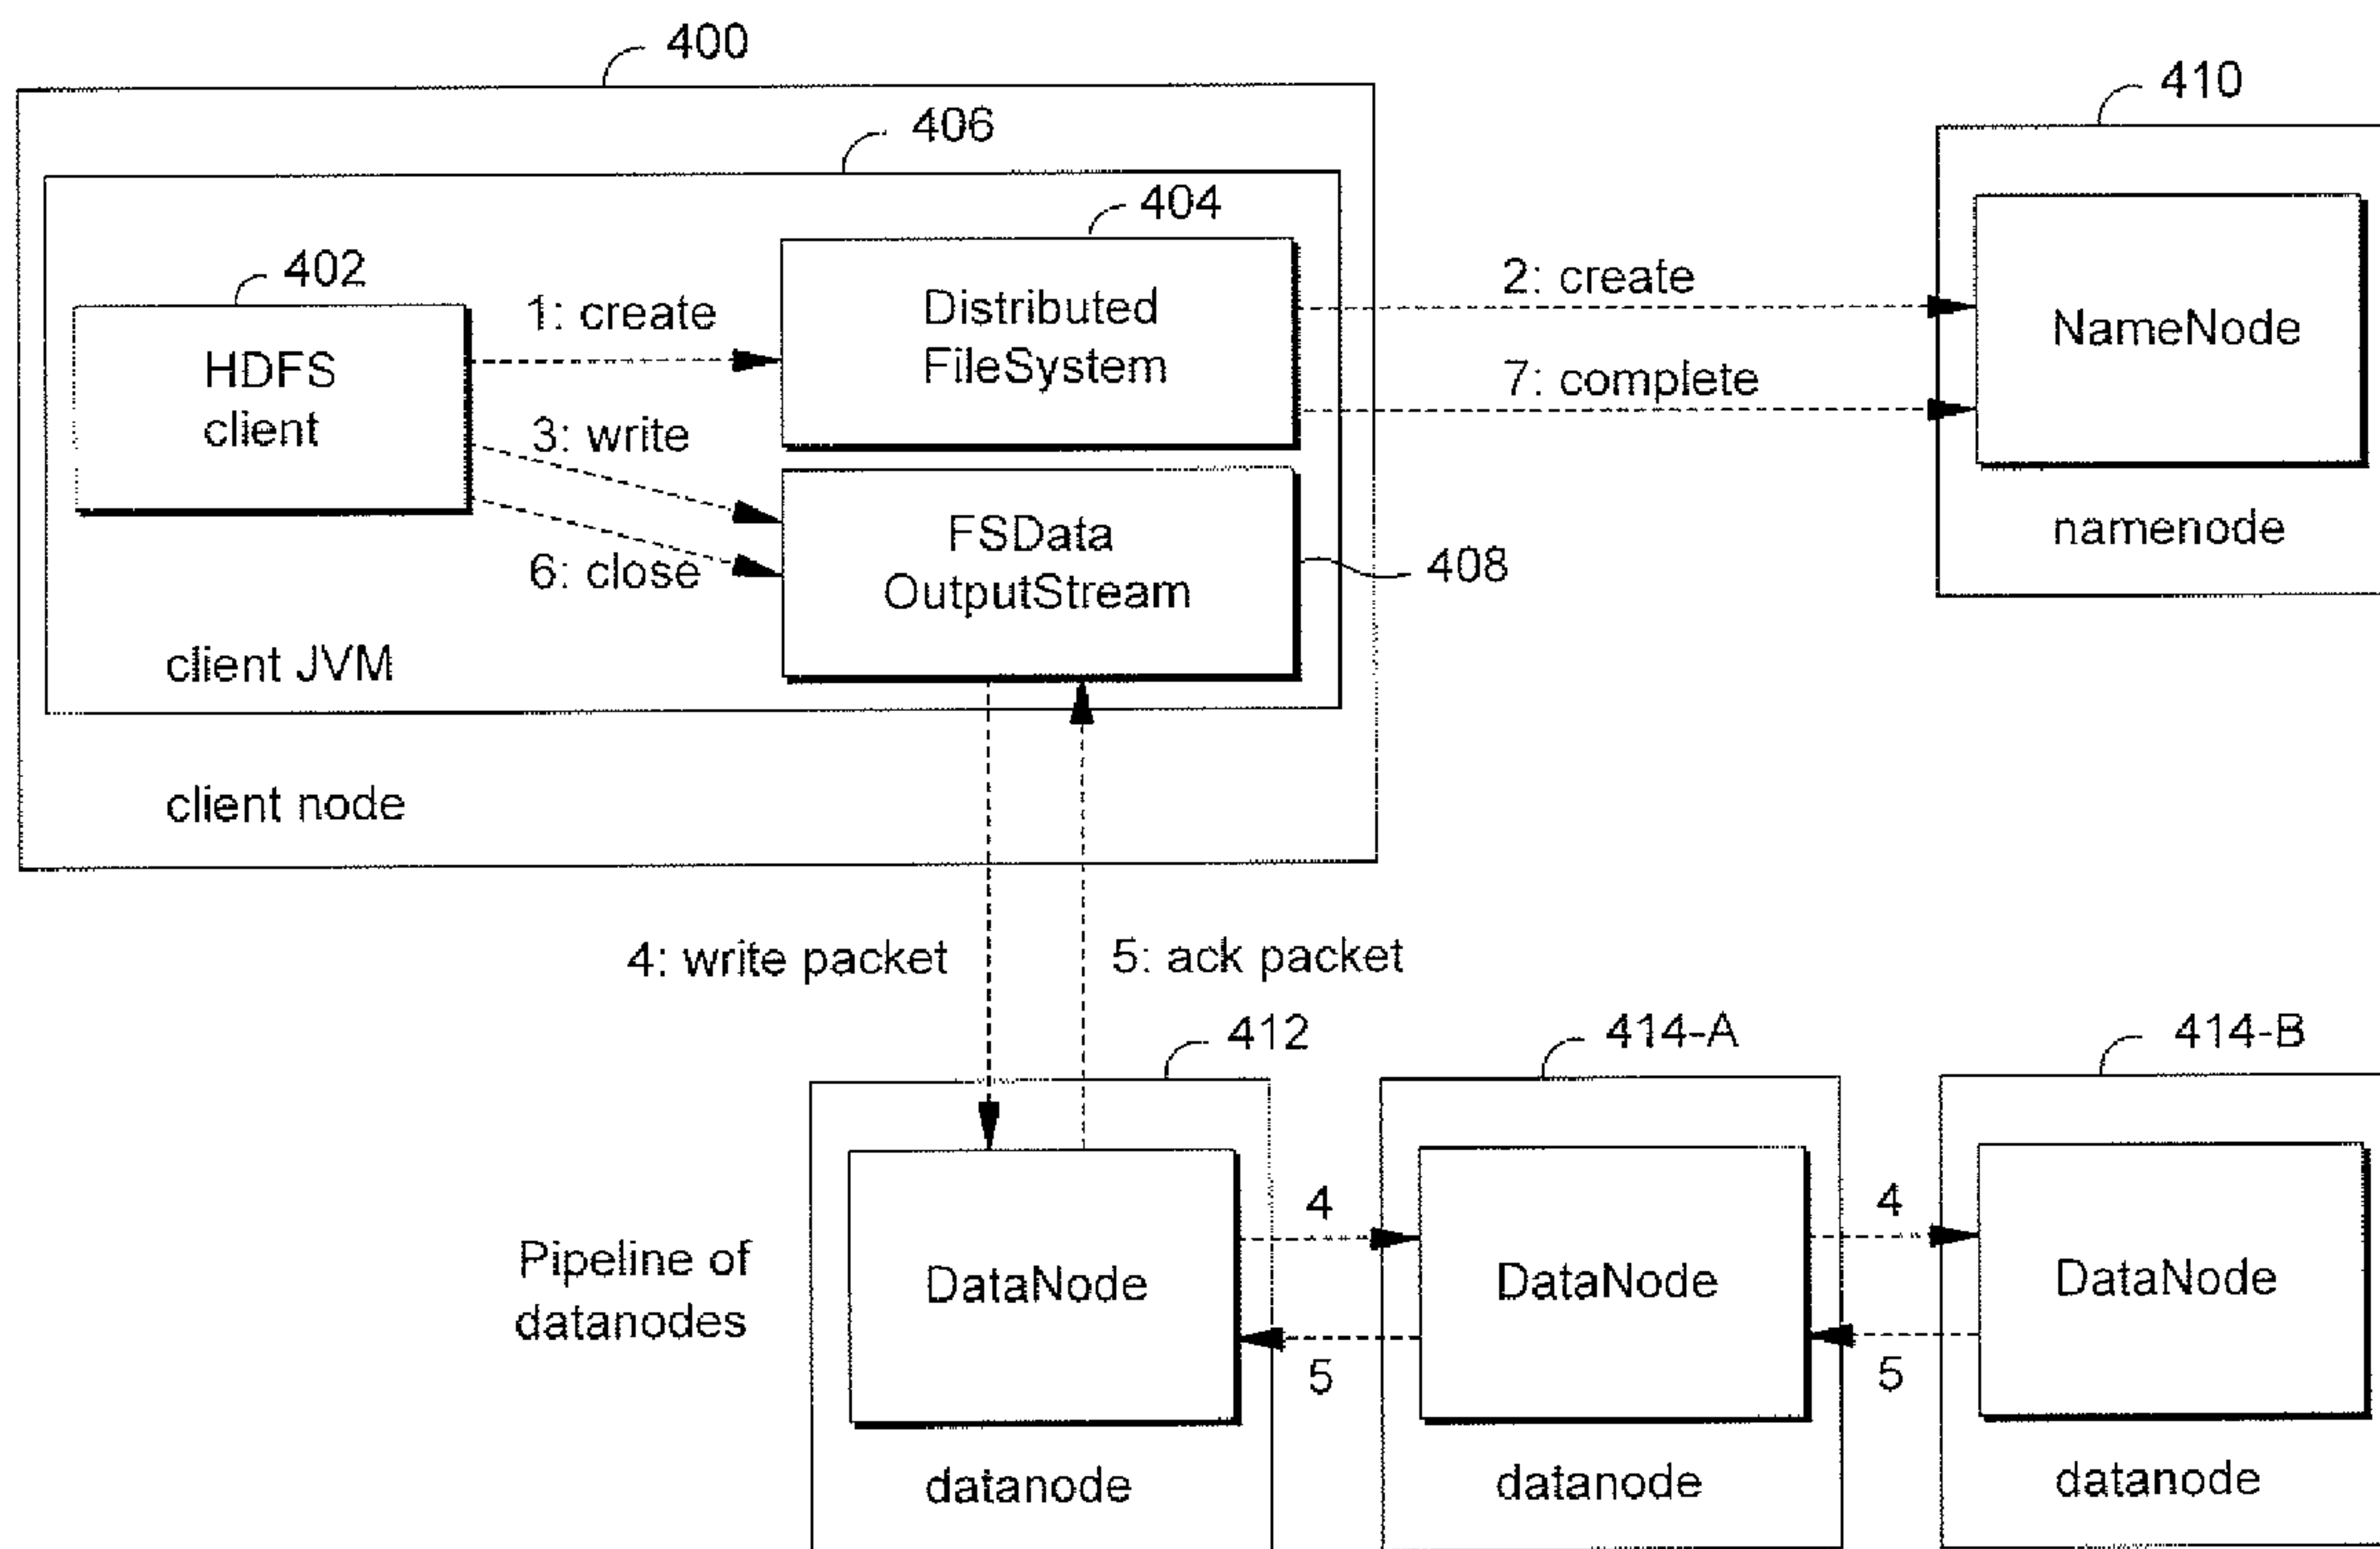 400
410
406
404
402
1: create
Distributed
FileSystem
2: create
NameNode
HDFS
client
7: complete
3: write
FSData
OutputStream
408
6: close
namenode
client JVM
client node
4: write packet
5: ack packet
412
414-A
414-B
4
4
Pipeline of
datanodes
DataNode
DataNode
DataNode
5
5
datanode
datanode
datanode